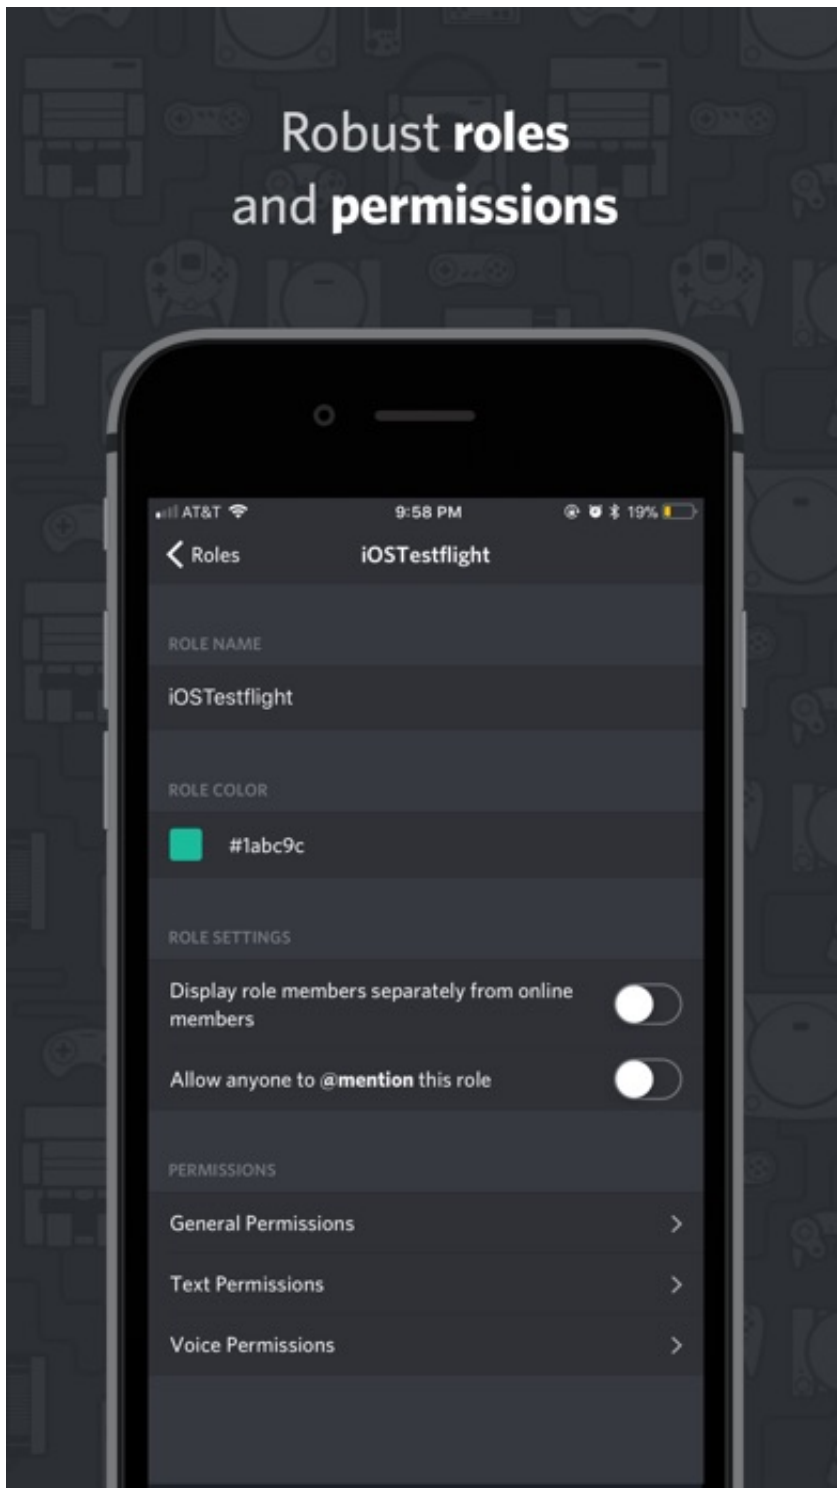 Robust roles
and permissions
AT&T 9:58 PM 19%
Roles iOSTestflight
ROLE NAME
iOSTestflight
ROLE COLOR
#1abc9c
ROLE SETTINGS
Display role members separately from online
members
Allow anyone to @mention this role
PERMISSIONS
General Permissions
Text Permissions
Voice Permissions